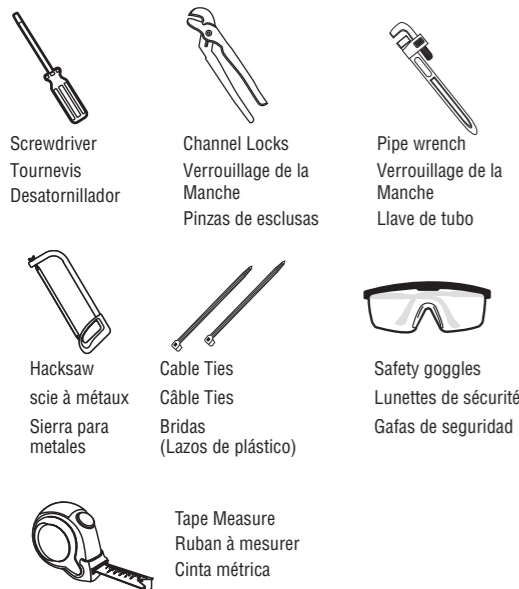 Screwdriver
Tournevis
Desatornillador
Channel Locks
Verrouillage de la
Manche
Pinzas de esclusas
Pipe wrench
Verrouillage de la
Manche
Llave de tubo
Hacksaw
scie à métaux
Sierra para
metales
Cable Ties
Câble Ties
Bridas
(Lazos de plástico)
Safety goggles
Lunettes de sécurité
Gafas de seguridad
Tape Measure
Ruban à mesurer
Cinta métrica